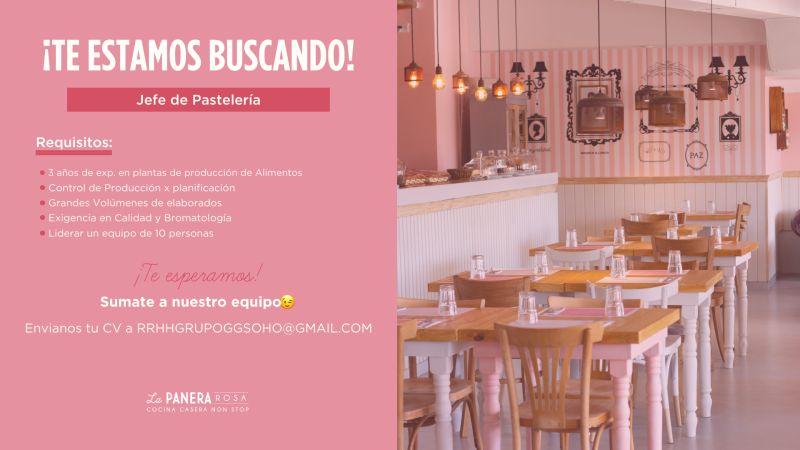 ¡TE ESTAMOS BUSCANDO!
Jefe de Pastelería
Requisitos:
3 años de exp. en plantas de producción de Alimentos
Control de Producción x planificación
Grandes Volúmenes de elaborados
Exigencia en Calidad y Bromatología
Liderar un equipo de 10 personas
¡Te esperamos!
Sumate a nuestro equipo😉
Envianos tu CV a RRHHGRUPOGGSOHO@GMAIL.COM
La PANERA ROSA
COCINA CASERA NON STOP
PAZ